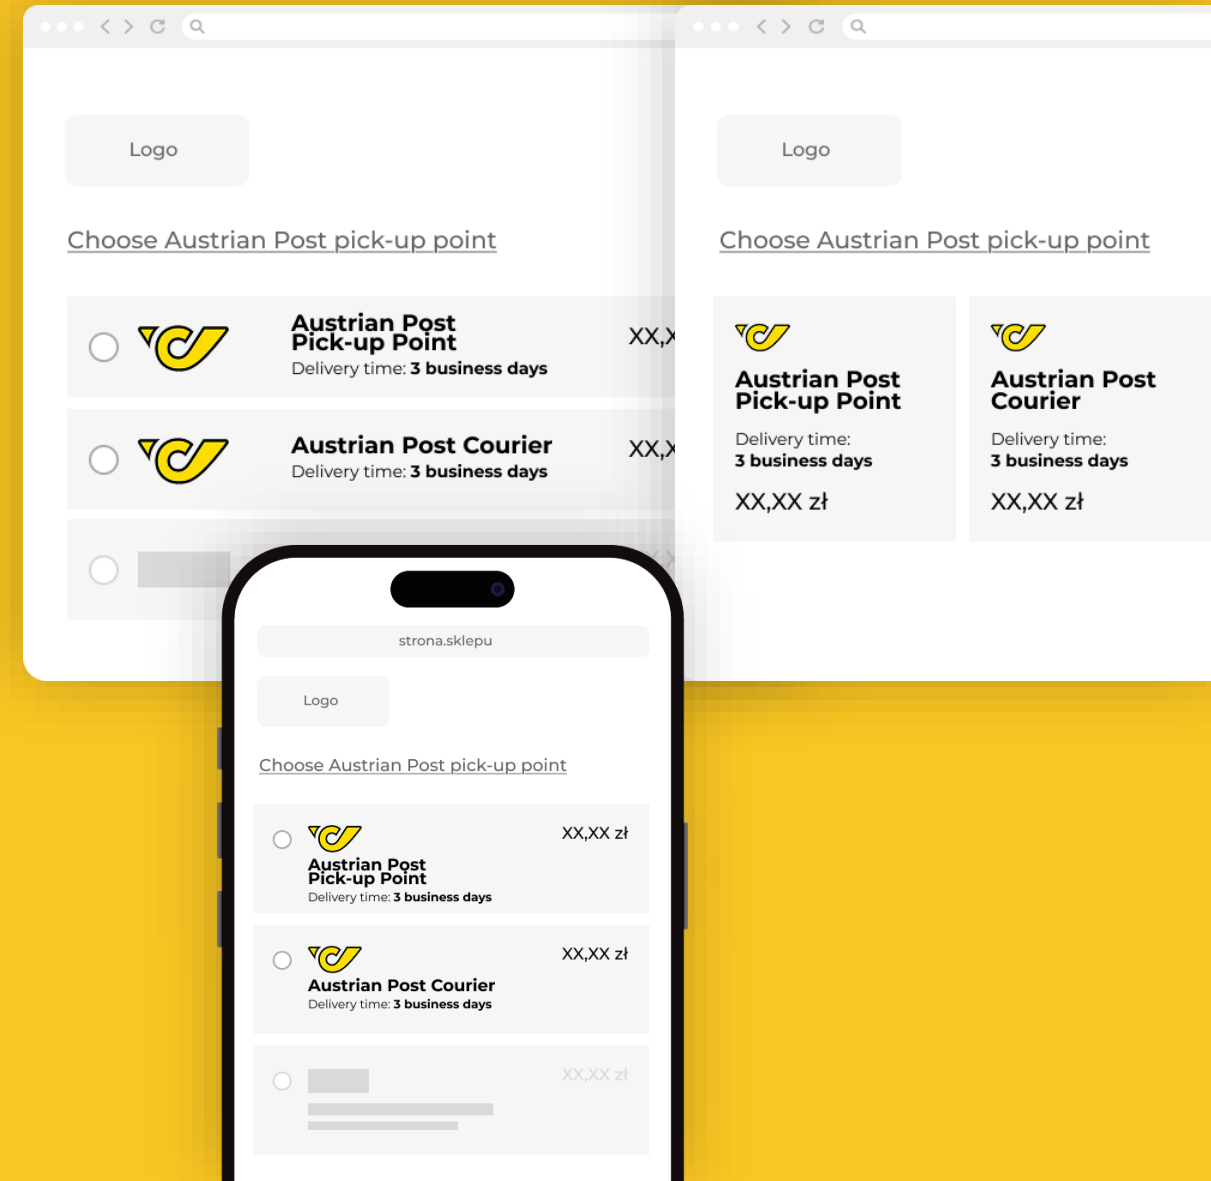 Logo
Choose Austrian Post pick-up point
Austrian Post
Pick-up Point
Delivery time: 3 business days
XX,X
Austrian Post Courier
Delivery time: 3 business days
XX,X
XX
Logo
Choose Austrian Post pick-up point
Austrian Post
Pick-up Point
Delivery time:
3 business days
XX,XX zł
Austrian Post
Courier
Delivery time:
3 business days
XX,XX zł
strona.sklepu
Logo
Choose Austrian Post pick-up point
XX,XX zł
Austrian Post
Pick-up Point
Delivery time: 3 business days
XX,XX zł
Austrian Post Courier
Delivery time: 3 business days
XX,XX zł